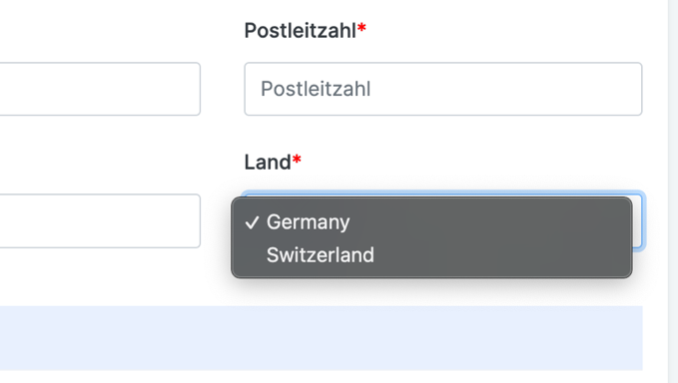 Postleitzahl*
Postleitzahl
Land*
✓ Germany
Switzerland